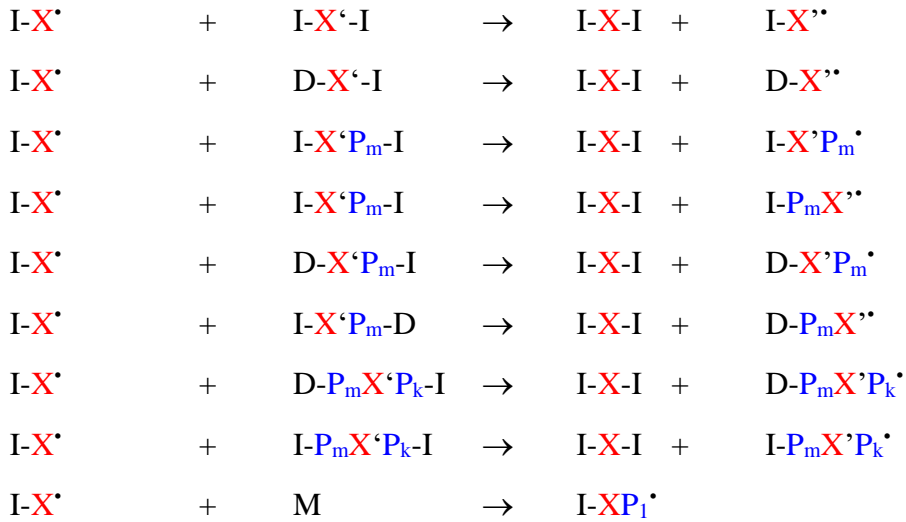 I-X• + I-X‘-I → I-X-I + I-X’•
I-X• + D-X‘-I → I-X-I + D-X’•
I-X• + I-X‘Pm-I → I-X-I + I-X’Pm•
I-X• + I-X‘Pm-I → I-X-I + I-PmX’•
I-X• + D-X‘Pm-I → I-X-I + D-X’Pm•
I-X• + I-X‘Pm-D → I-X-I + D-PmX’•
I-X• + D-PmX‘Pk-I → I-X-I + D-PmX’Pk•
I-X• + I-PmX‘Pk-I → I-X-I + I-PmX’Pk•
I-X• + M → I-XP1•